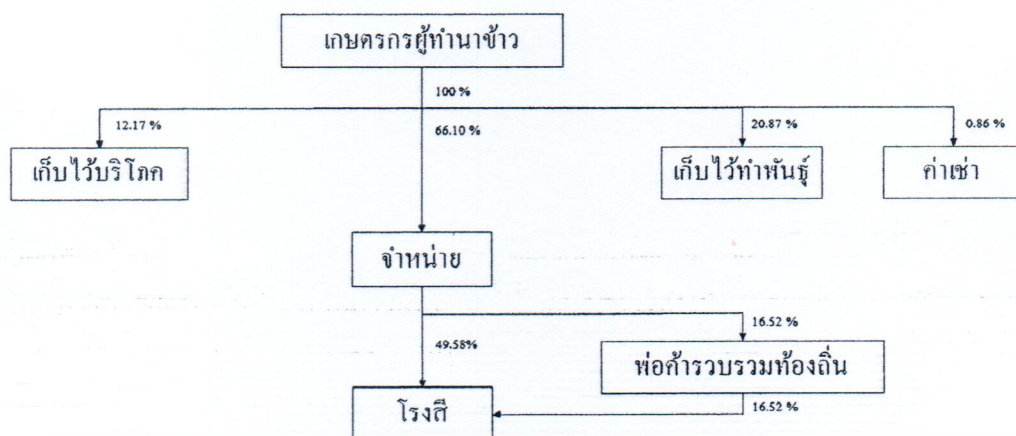 เกษตรกรผู้ทำนาข้าว
100 %
12.17 %
66.10 %
20.87 %
0.86 %
เก็บไว้บริโภค
เก็บไว้ทำพันธุ์
ค่าเช่า
จำหน่าย
16.52 %
49.58%
พ่อค้ารวบรวมท้องถิ่น
โรงสี
16.52 %